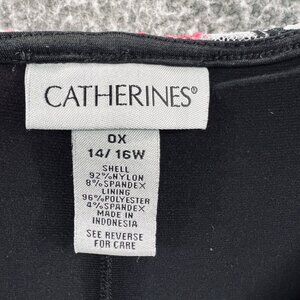 CATHERINES®
0X
14/16W
SHELL
92%NYLON
8%SPANDEX
LINING
96%POLYESTER
4%SPANDEX
MADE IN
INDONESIA
SEE REVERSE
FOR CARE